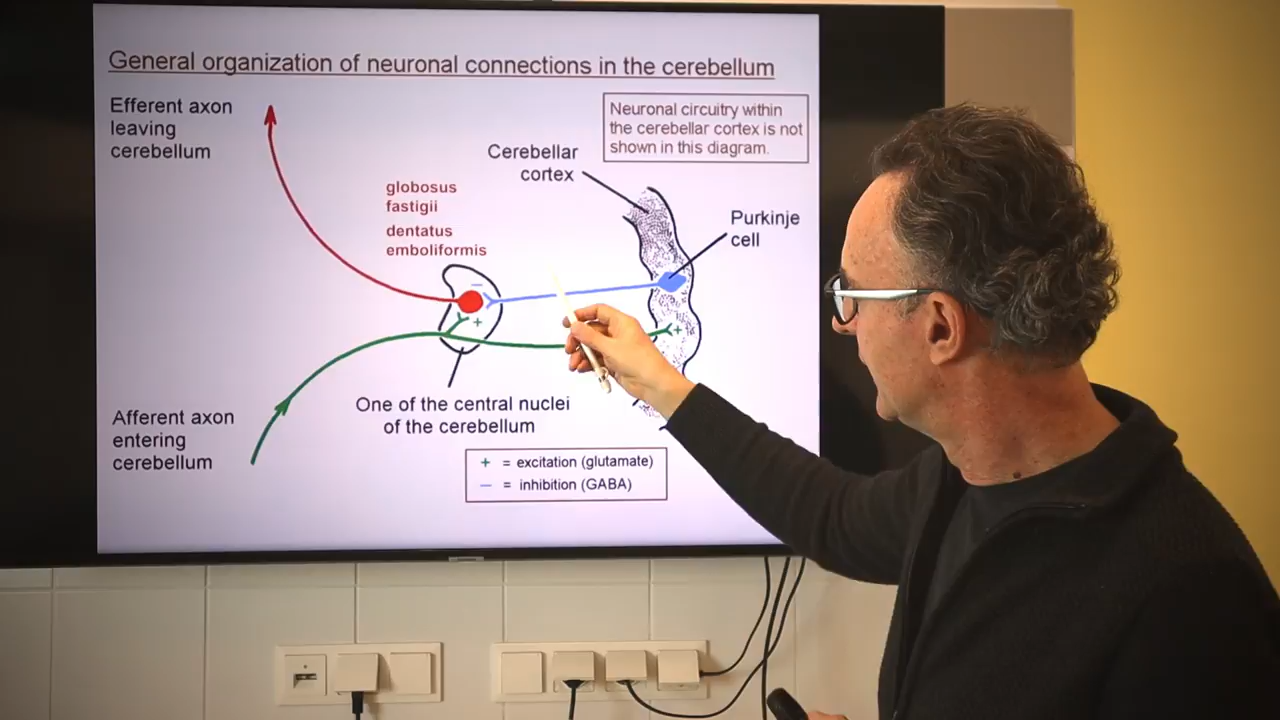 General organization of neuronal connections in the cerebellum
Efferent axon
leaving
cerebellum
Neuronal circuitry within
the cerebellar cortex is not
shown in this diagram.
Cerebellar
cortex
globosus
fastigii
dentatus
emboliformis
Purkinje
cell
−
+
+
Afferent axon
entering
cerebellum
One of the central nuclei
of the cerebellum
+ = excitation (glutamate)
− = inhibition (GABA)